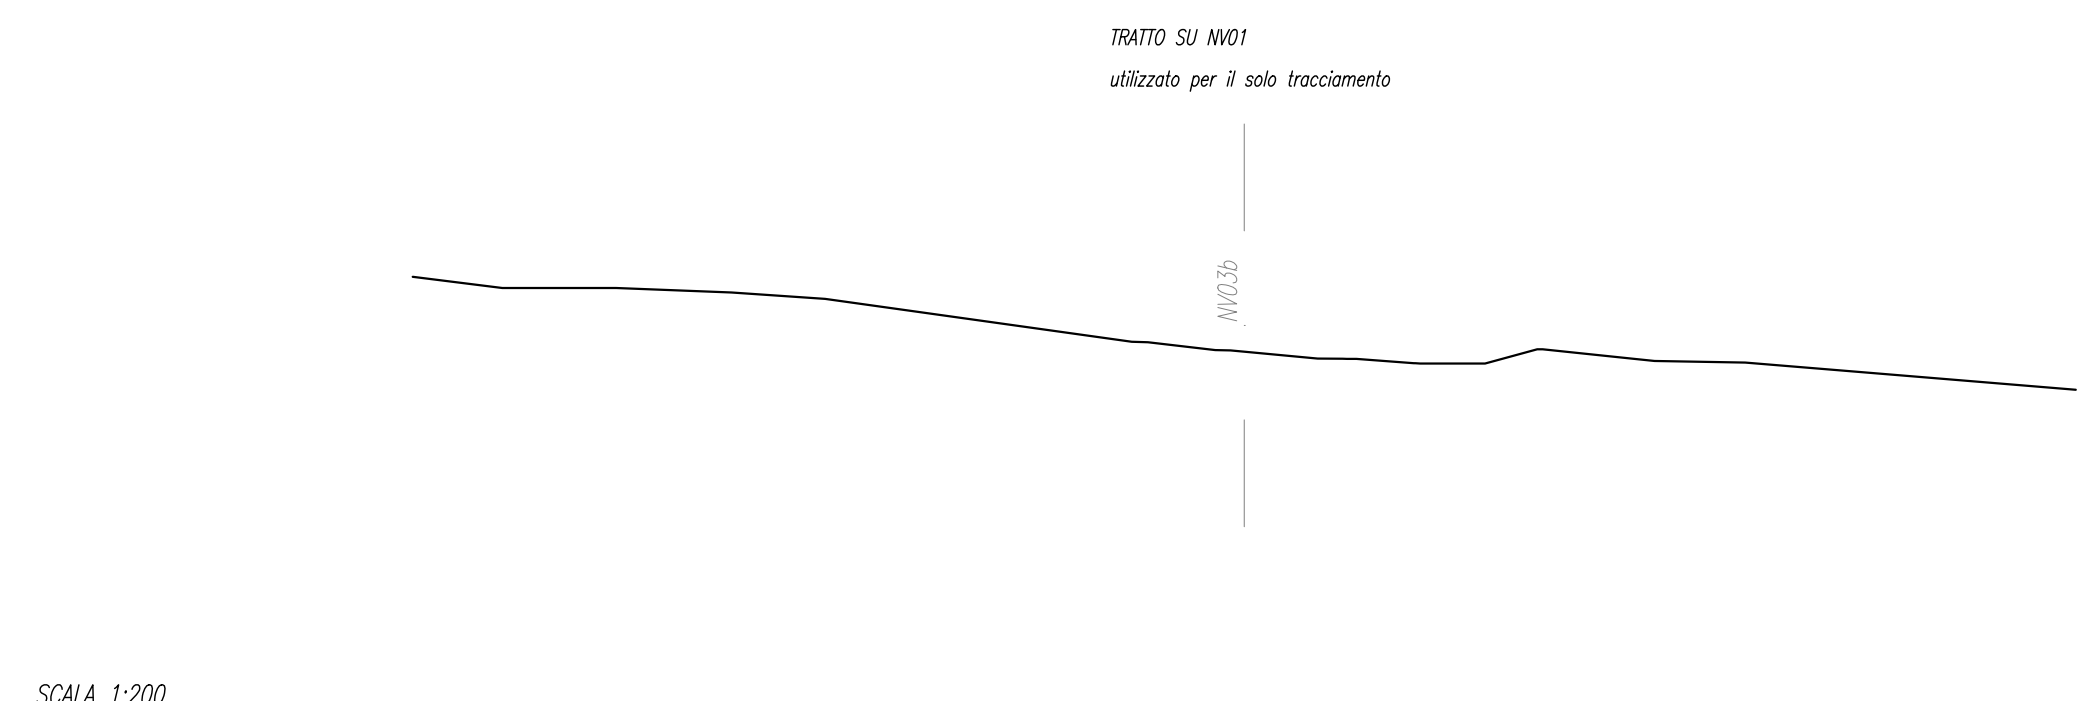 TRATTO SU NV01
utilizzato per il solo tracciamento
NV03b
SCALA 1:200